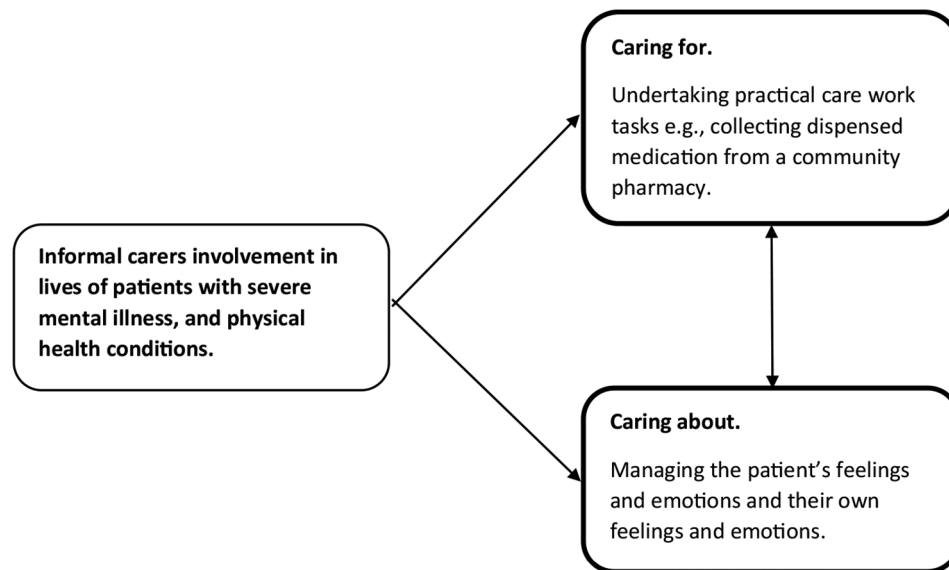 Caring for.
Undertaking practical care work
tasks e.g., collecting dispensed
medication from a community
pharmacy.
Informal carers involvement in
lives of patients with severe
mental illness, and physical
health conditions.
Caring about.
Managing the patient’s feelings
and emotions and their own
feelings and emotions.